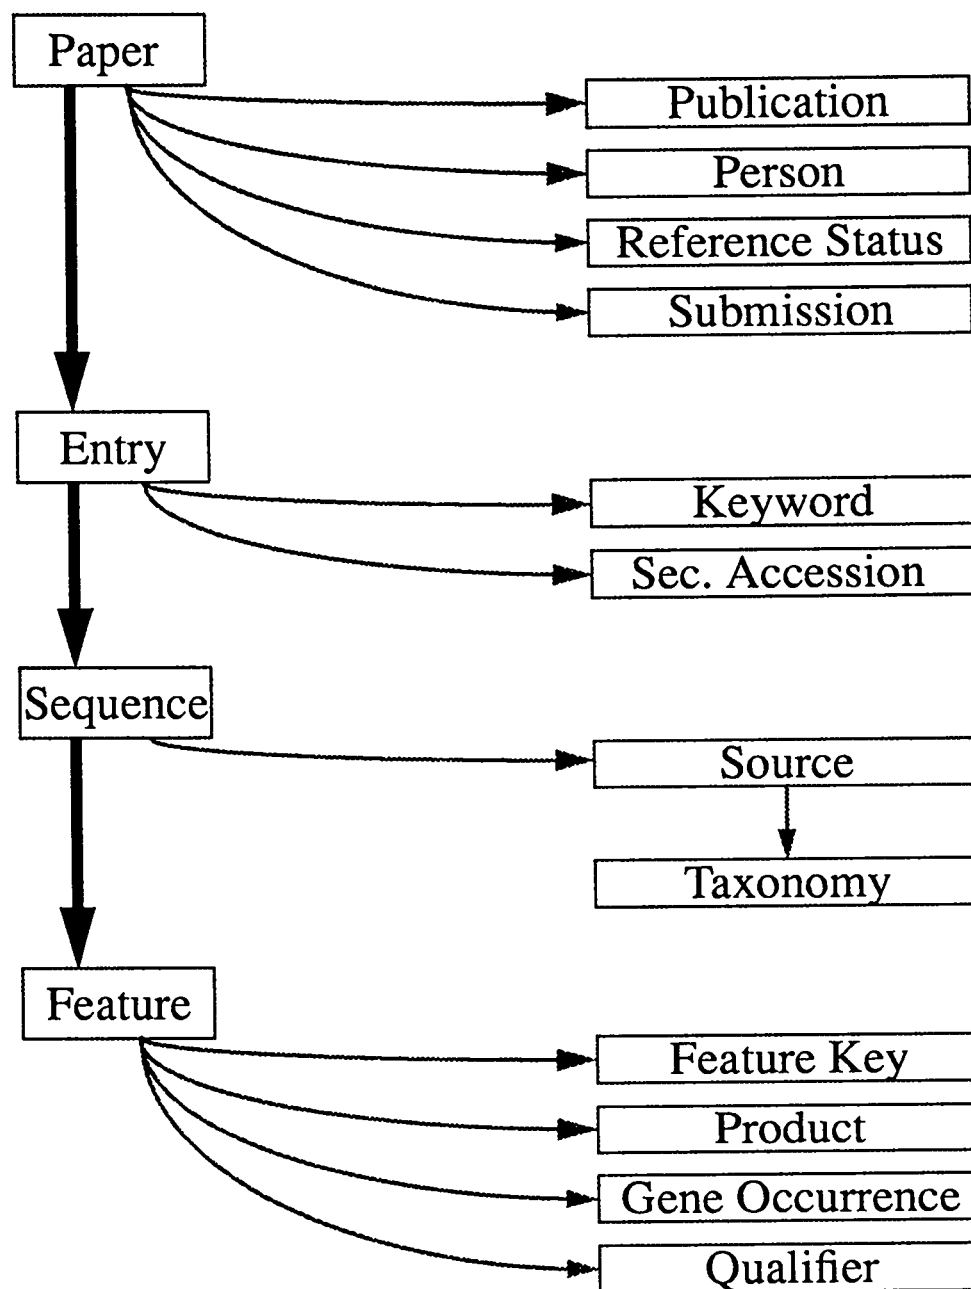 Paper
Publication
Person
Reference Status
Submission
Entry
Keyword
Sec. Accession
Sequence
Source
Taxonomy
Feature
Feature Key
Product
Gene Occurrence
Qualifier